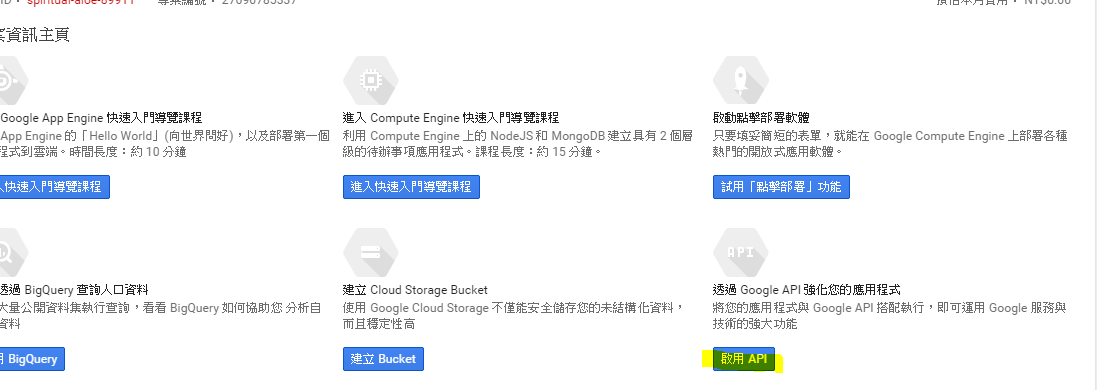 ID： spiritual-aloe-69911 專案編號： 27090785337 預估本月費用： NT$0.00
資訊主頁
Google App Engine 快速入門導覽課程
App Engine 的「Hello World」(向世界問好)，以及部署第一個
程式到雲端。時間長度：約 10 分鐘
快速入門導覽課程
進入 Compute Engine 快速入門導覽課程
利用 Compute Engine 上的 NodeJS 和 MongoDB 建立具有 2 個層
級的待辦事項應用程式。課程長度：約 15 分鐘。
進入快速入門導覽課程
啟動點擊部署軟體
只要填妥簡短的表單，就能在 Google Compute Engine 上部署各種
熱門的開放式應用軟體。
試用「點擊部署」功能
透過 BigQuery 查詢人口資料
大量公開資料集執行查詢，看看 BigQuery 如何協助您 分析自
資料
用 BigQuery
建立 Cloud Storage Bucket
使用 Google Cloud Storage 不僅能安全儲存您的未結構化資料，
而且穩定性高
建立 Bucket
API
透過 Google API 強化您的應用程式
將您的應用程式與 Google API 搭配執行，即可運用 Google 服務與
技術的強大功能
啟用 API